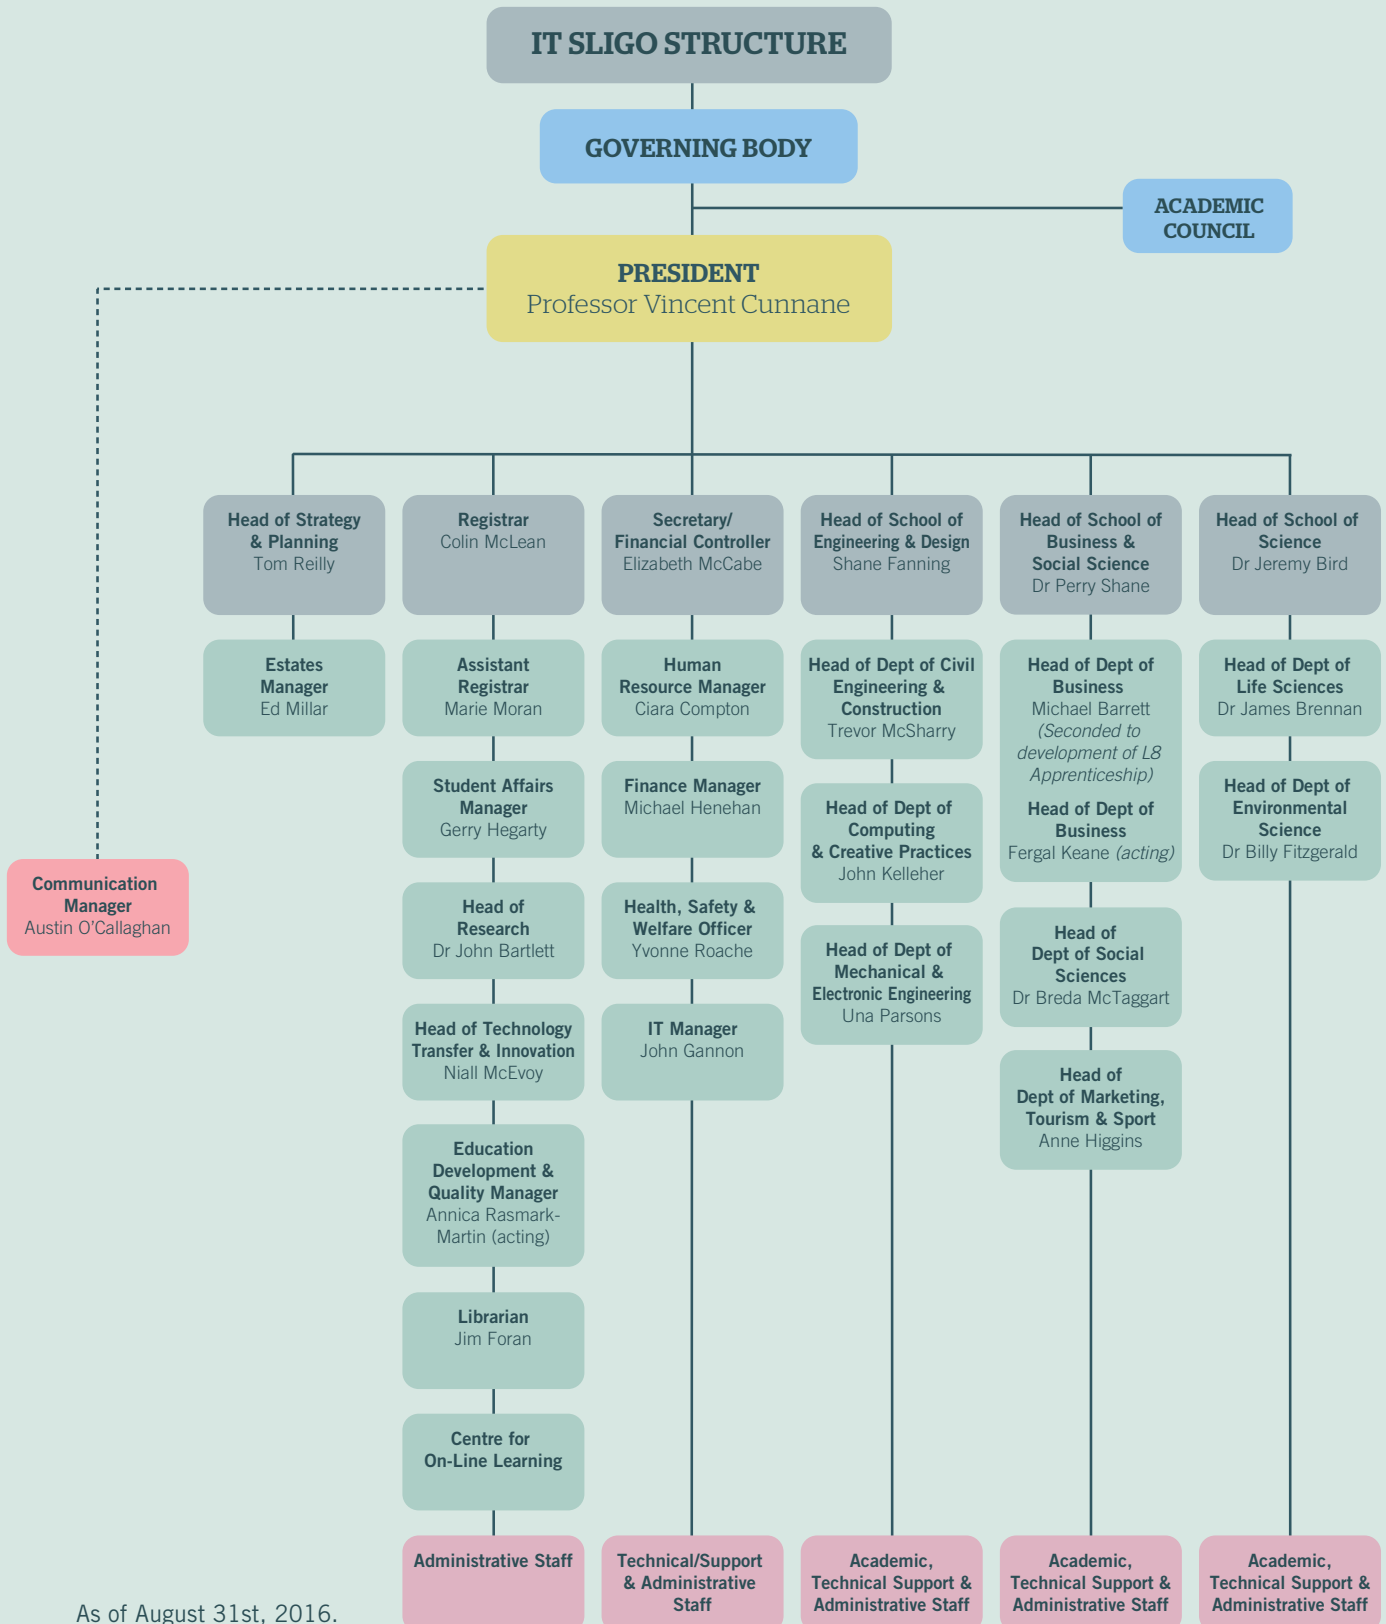 IT SLIGO STRUCTURE
GOVERNING BODY
ACADEMIC
COUNCIL
PRESIDENT
Professor Vincent Cunnane
Communication
Manager
Austin O'Callaghan
Head of Strategy
& Planning
Tom Reilly
Estates
Manager
Ed Millar
Registrar
Colin McLean
Assistant
Registrar
Marie Moran
Student Affairs
Manager
Gerry Hegarty
Head of
Research
Dr John Bartlett
Head of Technology
Transfer & Innovation
Niall McEvoy
Education
Development &
Quality Manager
Annica Rasmark-
Martin (acting)
Librarian
Jim Foran
Centre for
On-Line Learning
Administrative Staff
Secretary/
Financial Controller
Elizabeth McCabe
Human
Resource Manager
Ciara Compton
Finance Manager
Michael Henehan
Health, Safety &
Welfare Officer
Yvonne Roache
IT Manager
John Gannon
Technical/Support
& Administrative
Staff
Head of School of
Engineering & Design
Shane Fanning
Head of Dept of Civil
Engineering &
Construction
Trevor McSharry
Head of Dept of
Computing
& Creative Practices
John Kelleher
Head of Dept of
Mechanical &
Electronic Engineering
Una Parsons
Academic,
Technical Support &
Administrative Staff
Head of School of
Business &
Social Science
Dr Perry Shane
Head of Dept of
Business
Michael Barrett
(Seconded to
development of L8
Apprenticeship)
Head of Dept of
Business
Fergal Keane (acting)
Head of
Dept of Social
Sciences
Dr Breda McTaggart
Head of
Dept of Marketing,
Tourism & Sport
Anne Higgins
Academic,
Technical Support &
Administrative Staff
Head of School of
Science
Dr Jeremy Bird
Head of Dept of
Life Sciences
Dr James Brennan
Head of Dept of
Environmental
Science
Dr Billy Fitzgerald
Academic,
Technical Support &
Administrative Staff
As of August 31st, 2016.